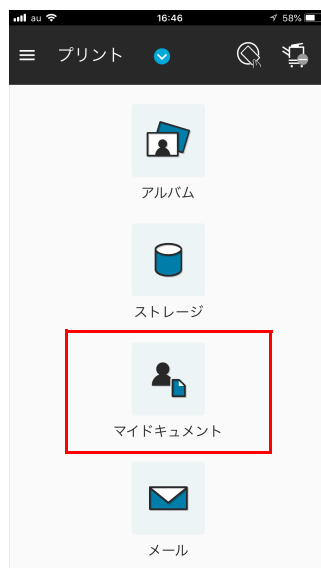 au 16:46 58%
プリント
アルバム
ストレージ
マイドキュメント
メール